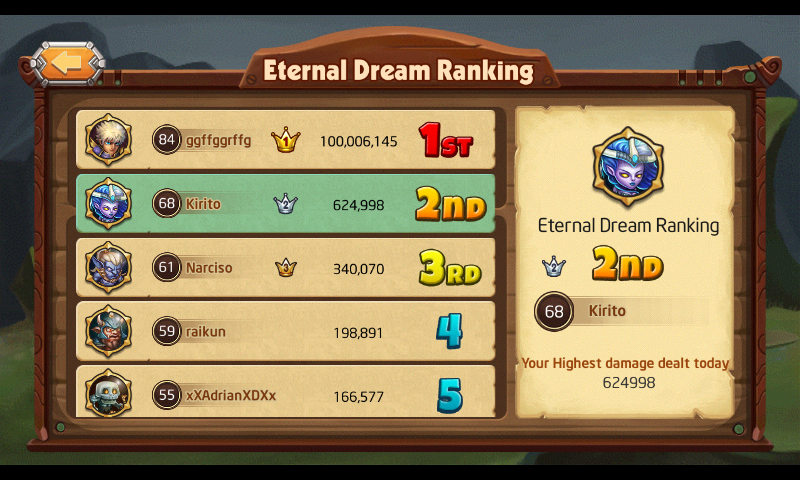 Eternal Dream Ranking
84 ggffggrffg 1 100,006,145 1ST
68 Kirito 2 624,998 2ND
61 Narciso 3 340,070 3RD
59 raikun 198,891 4
55 xXAdrianXDXx 166,577 5
Eternal Dream Ranking
2 2ND
68 Kirito
Your Highest damage dealt today
624998